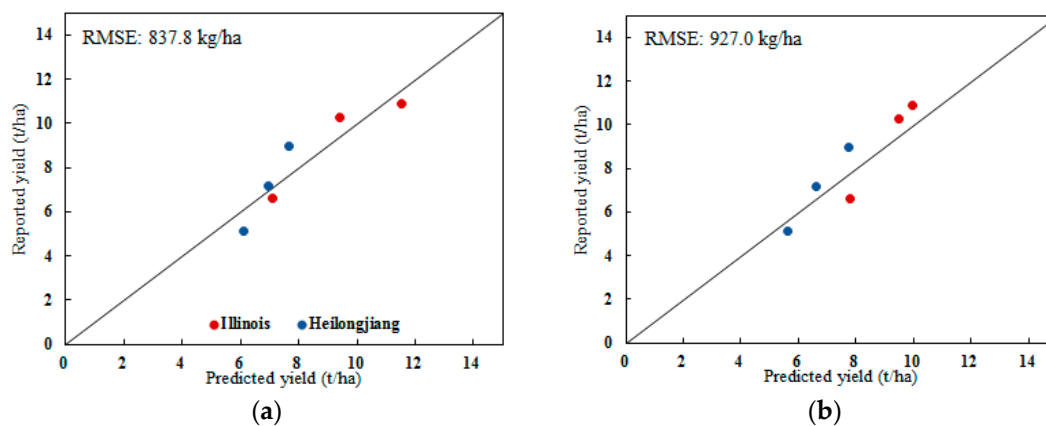 14
12
10
8
6
4
2
0
Reported yield (t/ha)
RMSE: 837.8 kg/ha
Illinois Heilongjiang
0 2 4 6 8 10 12 14
Predicted yield (t/ha)
(a)
14
12
10
8
6
4
2
0
Reported yield (t/ha)
RMSE: 927.0 kg/ha
0 2 4 6 8 10 12 14
Predicted yield (t/ha)
(b)